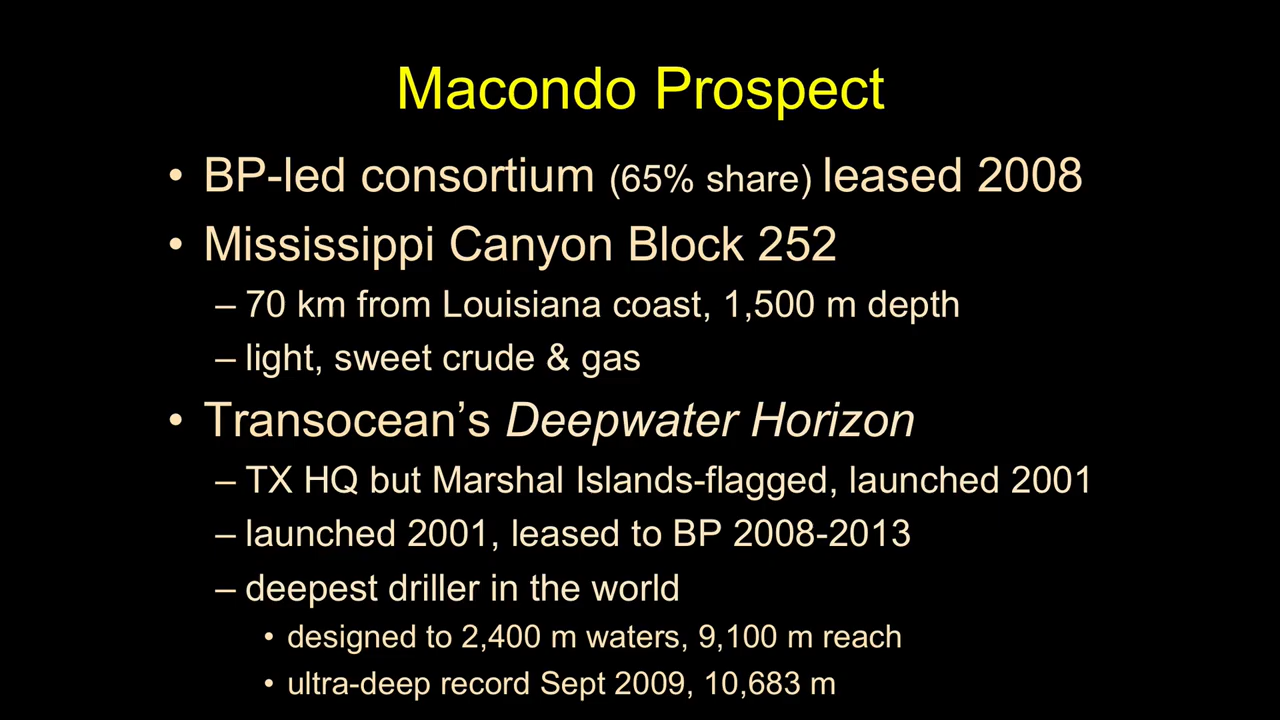 Macondo Prospect
• BP-led consortium (65% share) leased 2008
• Mississippi Canyon Block 252
– 70 km from Louisiana coast, 1,500 m depth
– light, sweet crude & gas
• Transocean’s Deepwater Horizon
– TX HQ but Marshal Islands-flagged, launched 2001
– launched 2001, leased to BP 2008-2013
– deepest driller in the world
• designed to 2,400 m waters, 9,100 m reach
• ultra-deep record Sept 2009, 10,683 m